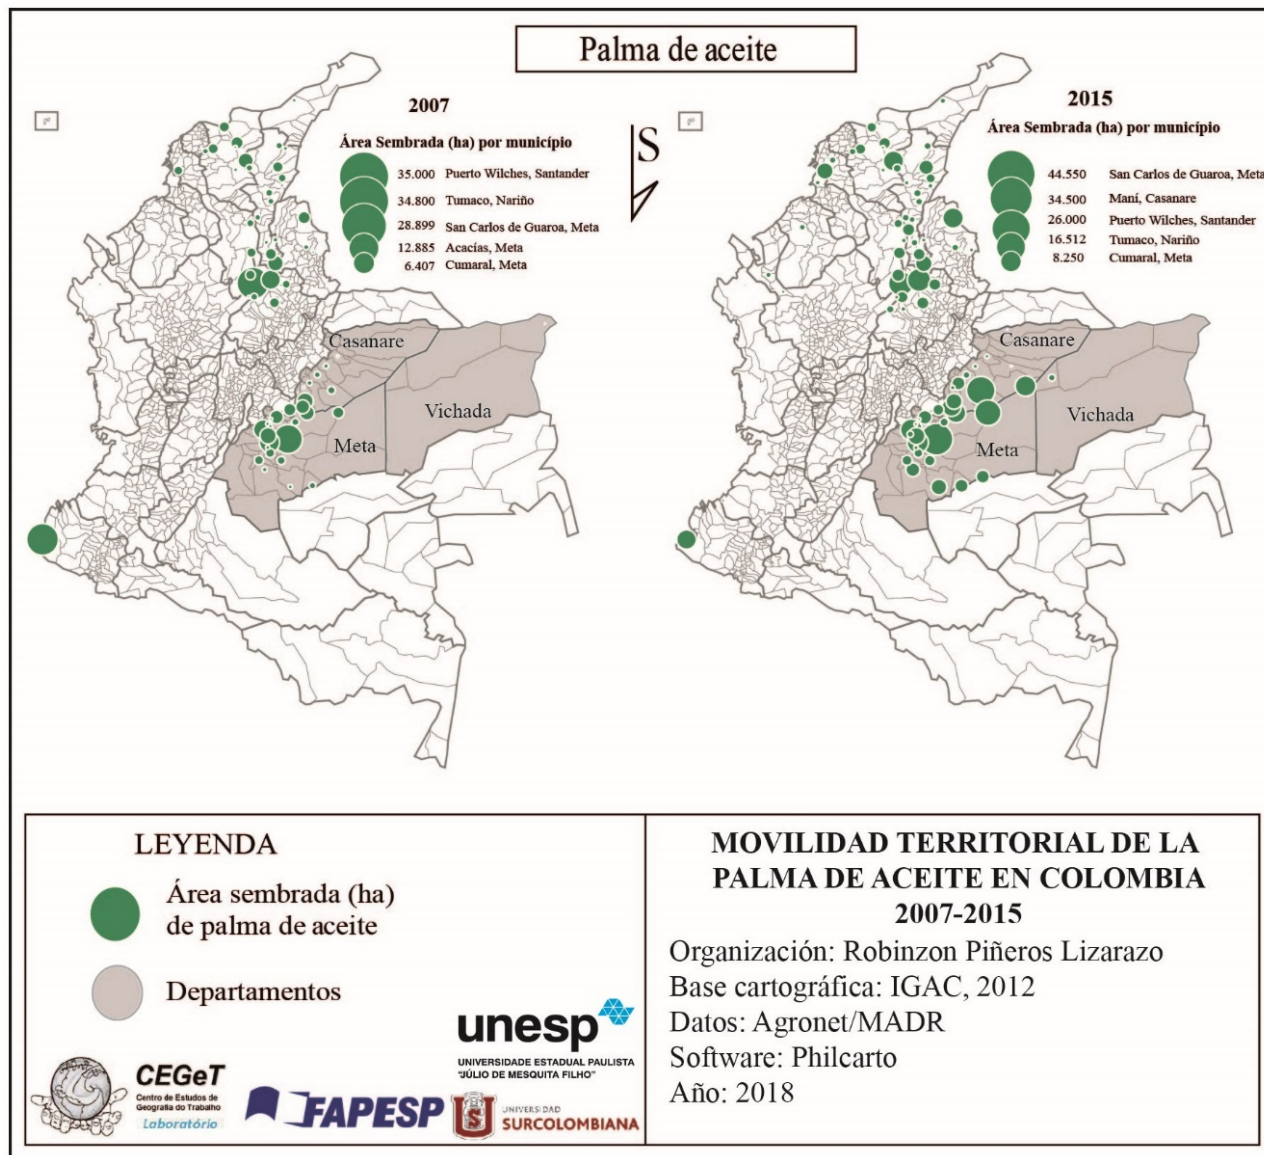 Palma de aceite
2007
Área Sembrada (ha) por município
35.000 Puerto Wilches, Santander
34.800 Tumaco, Nariño
28.899 San Carlos de Guaroa, Meta
12.885 Acacías, Meta
6.407 Cumaral, Meta
S
2015
Área Sembrada (ha) por município
44.550 San Carlos de Guaroa, Meta
34.500 Maní, Casanare
26.000 Puerto Wilches, Santander
16.512 Tumaco, Nariño
8.250 Cumaral, Meta
Casanare
Vichada
Meta
Casanare
Vichada
Meta
LEYENDA
Área sembrada (ha)
de palma de aceite
Departamentos
unesp
UNIVERSIDADE ESTADUAL PAULISTA
"JÚLIO DE MESQUITA FILHO"
CEGeT
Centro de Estudos de
Geografia do Trabalho
Laboratório
FAPESP
UNIVERSIDAD
SURCOLOMBIANA
MOVILIDAD TERRITORIAL DE LA
PALMA DE ACEITE EN COLOMBIA
2007-2015
Organización: Robinzon Piñeros Lizarazo
Base cartográfica: IGAC, 2012
Datos: Agronet/MADR
Software: Philcarto
Año: 2018